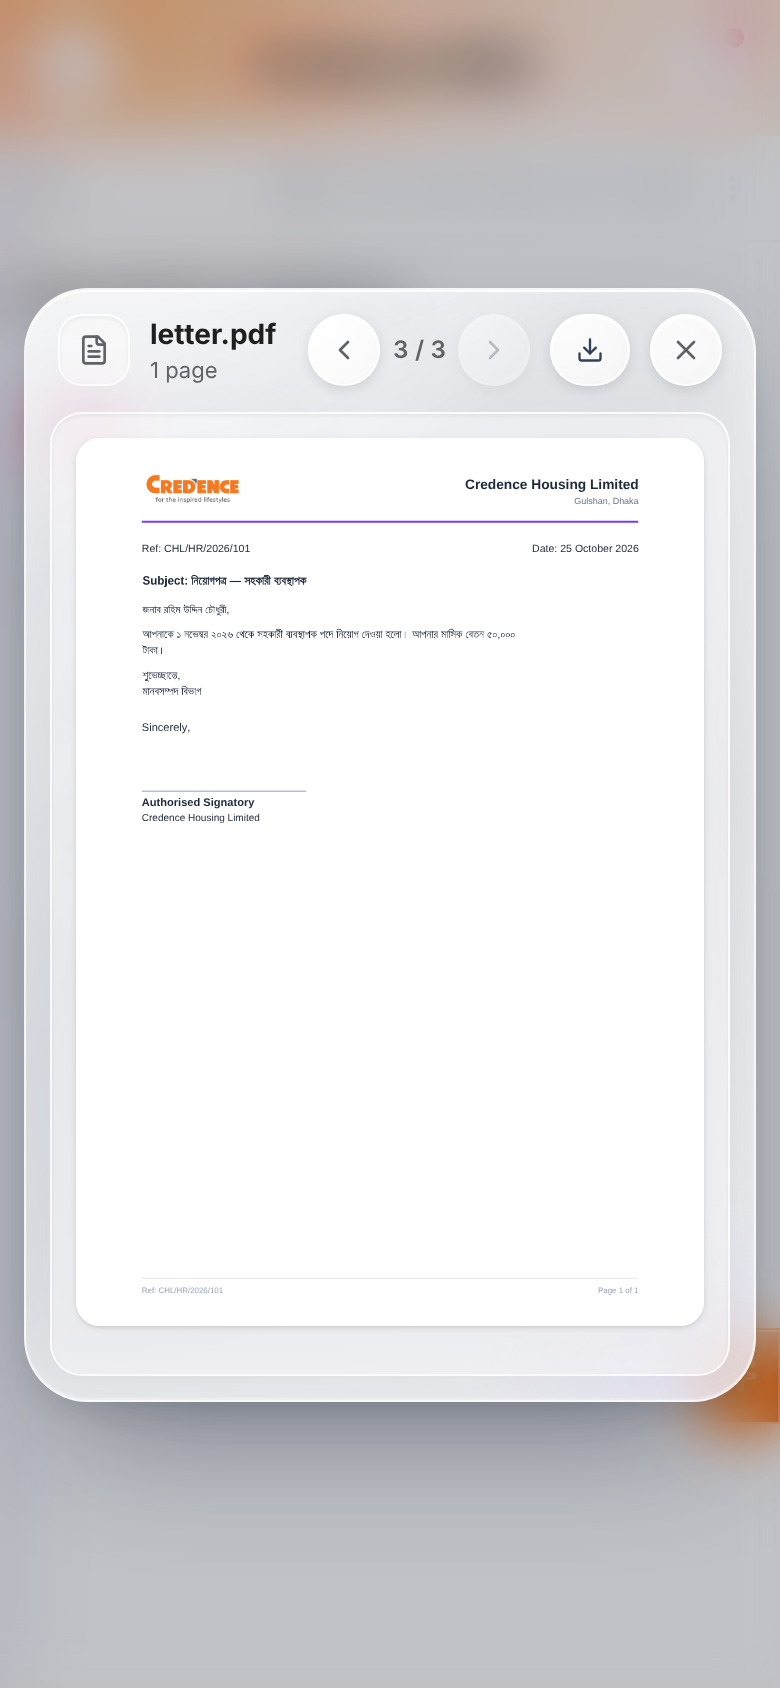 letter.pdf
1 page
3 / 3
CREDENCE
for the inspired lifestyles
Credence Housing Limited
Gulshan, Dhaka
Ref: CHL/HR/2026/101
Date: 25 October 2026
Subject: নিয়োগপত্র — সহকারী ব্যবস্থাপক
জনাব রহিম উদ্দিন চৌধুরী,
আপনাকে ১ নভেম্বর ২০২৬ থেকে সহকারী ব্যবস্থাপক পদে নিয়োগ দেওয়া হলো। আপনার মাসিক বেতন ৫০,০০০
টাকা।
শুভেচ্ছান্তে,
মানবসম্পদ বিভাগ
Sincerely,
Authorised Signatory
Credence Housing Limited
Ref: CHL/HR/2026/101
Page 1 of 1